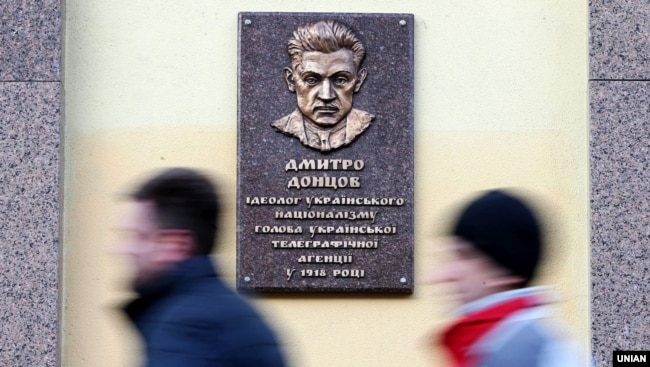 ДМИТРО
ДОНЦОВ
ІДЕОЛОГ УКРАЇНСЬКОГО
НАЦІОНАЛІЗМУ
ГОЛОВА УКРАЇНСЬКОЇ
ТЕЛЕГРАФІЧНОЇ
АГЕНЦІЇ
У 1918 РОЦІ
UNIAN